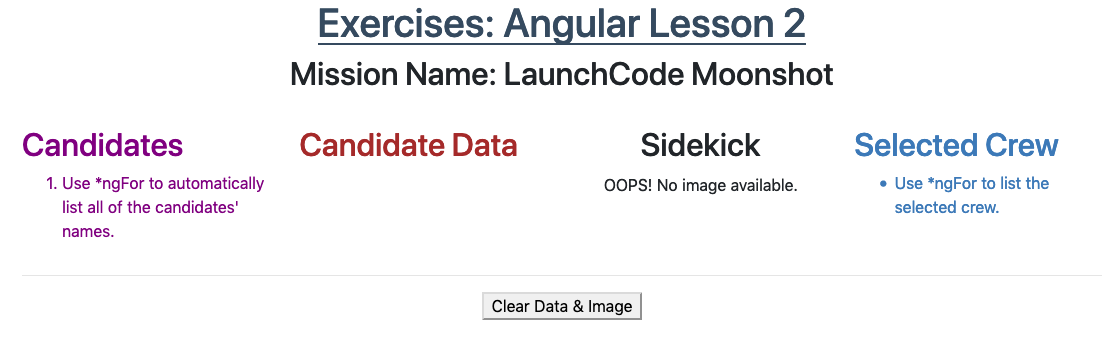 Exercises: Angular Lesson 2
Mission Name: LaunchCode Moonshot
Candidates
1. Use *ngFor to automatically
list all of the candidates'
names.
Candidate Data
Sidekick
OOPS! No image available.
Selected Crew
• Use *ngFor to list the
selected crew.
Clear Data & Image